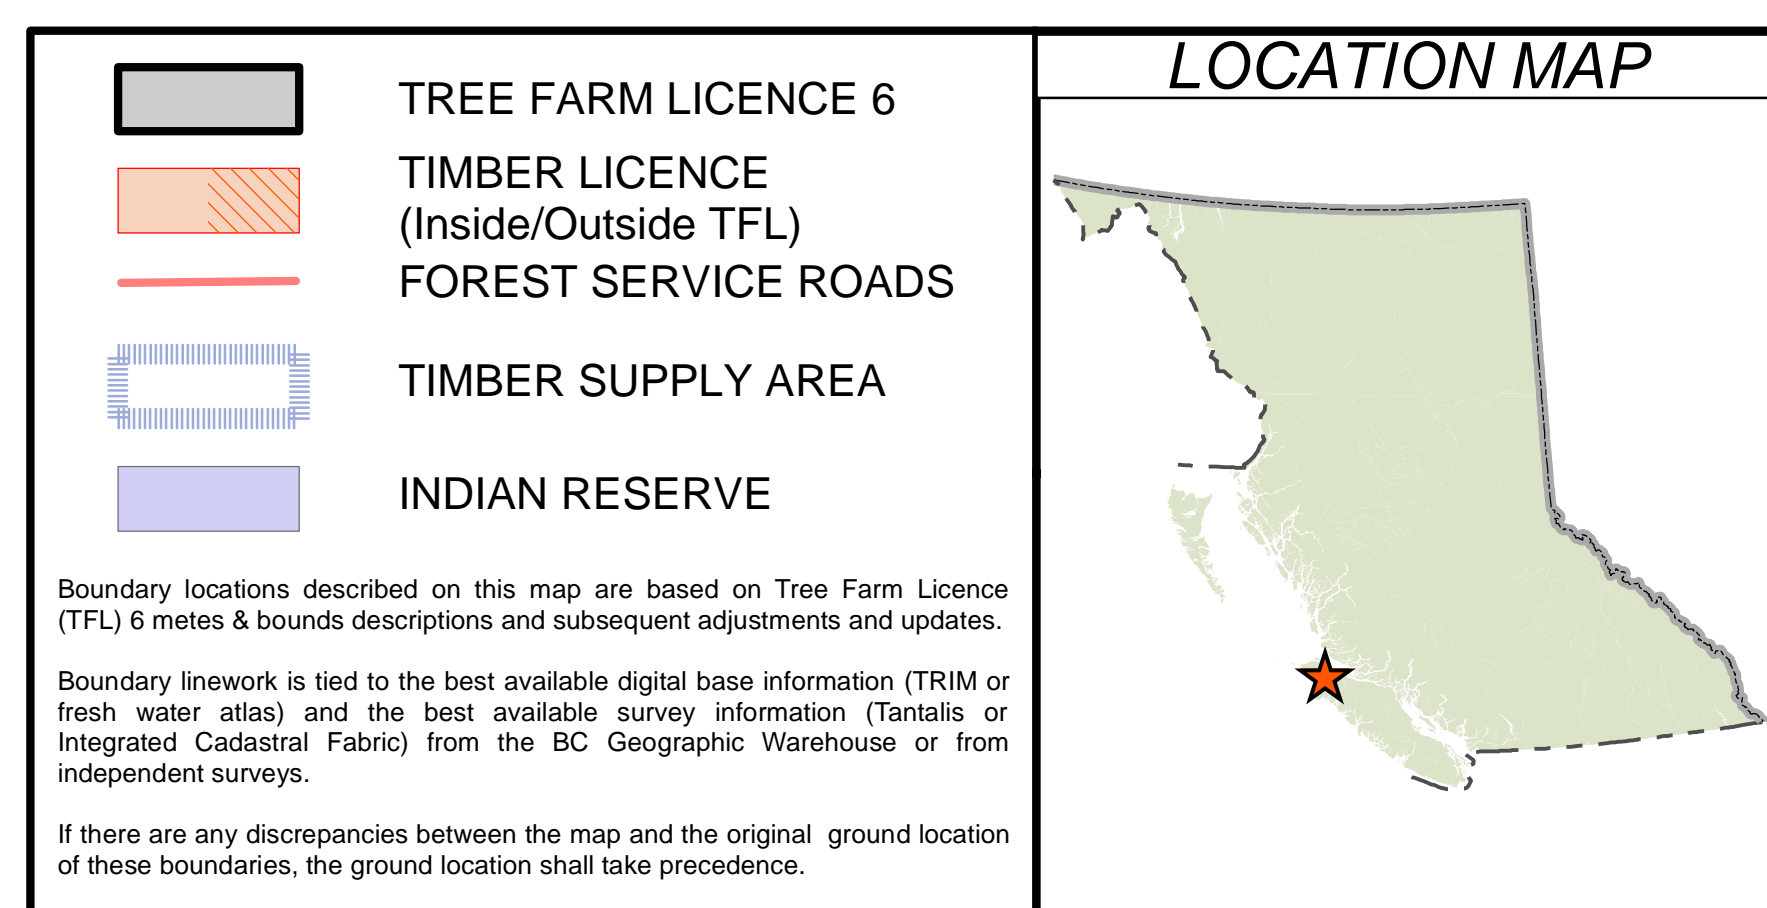 TREE FARM LICENCE 6
TIMBER LICENCE
(Inside/Outside TFL)
FOREST SERVICE ROADS
TIMBER SUPPLY AREA
INDIAN RESERVE
Boundary locations described on this map are based on Tree Farm Licence
(TFL) 6 metes & bounds descriptions and subsequent adjustments and updates.
Boundary linework is tied to the best available digital base information (TRIM or
fresh water atlas) and the best available survey information (Tantalis or
Integrated Cadastral Fabric) from the BC Geographic Warehouse or from
independent surveys.
If there are any discrepancies between the map and the original ground location
of these boundaries, the ground location shall take precedence.
LOCATION MAP